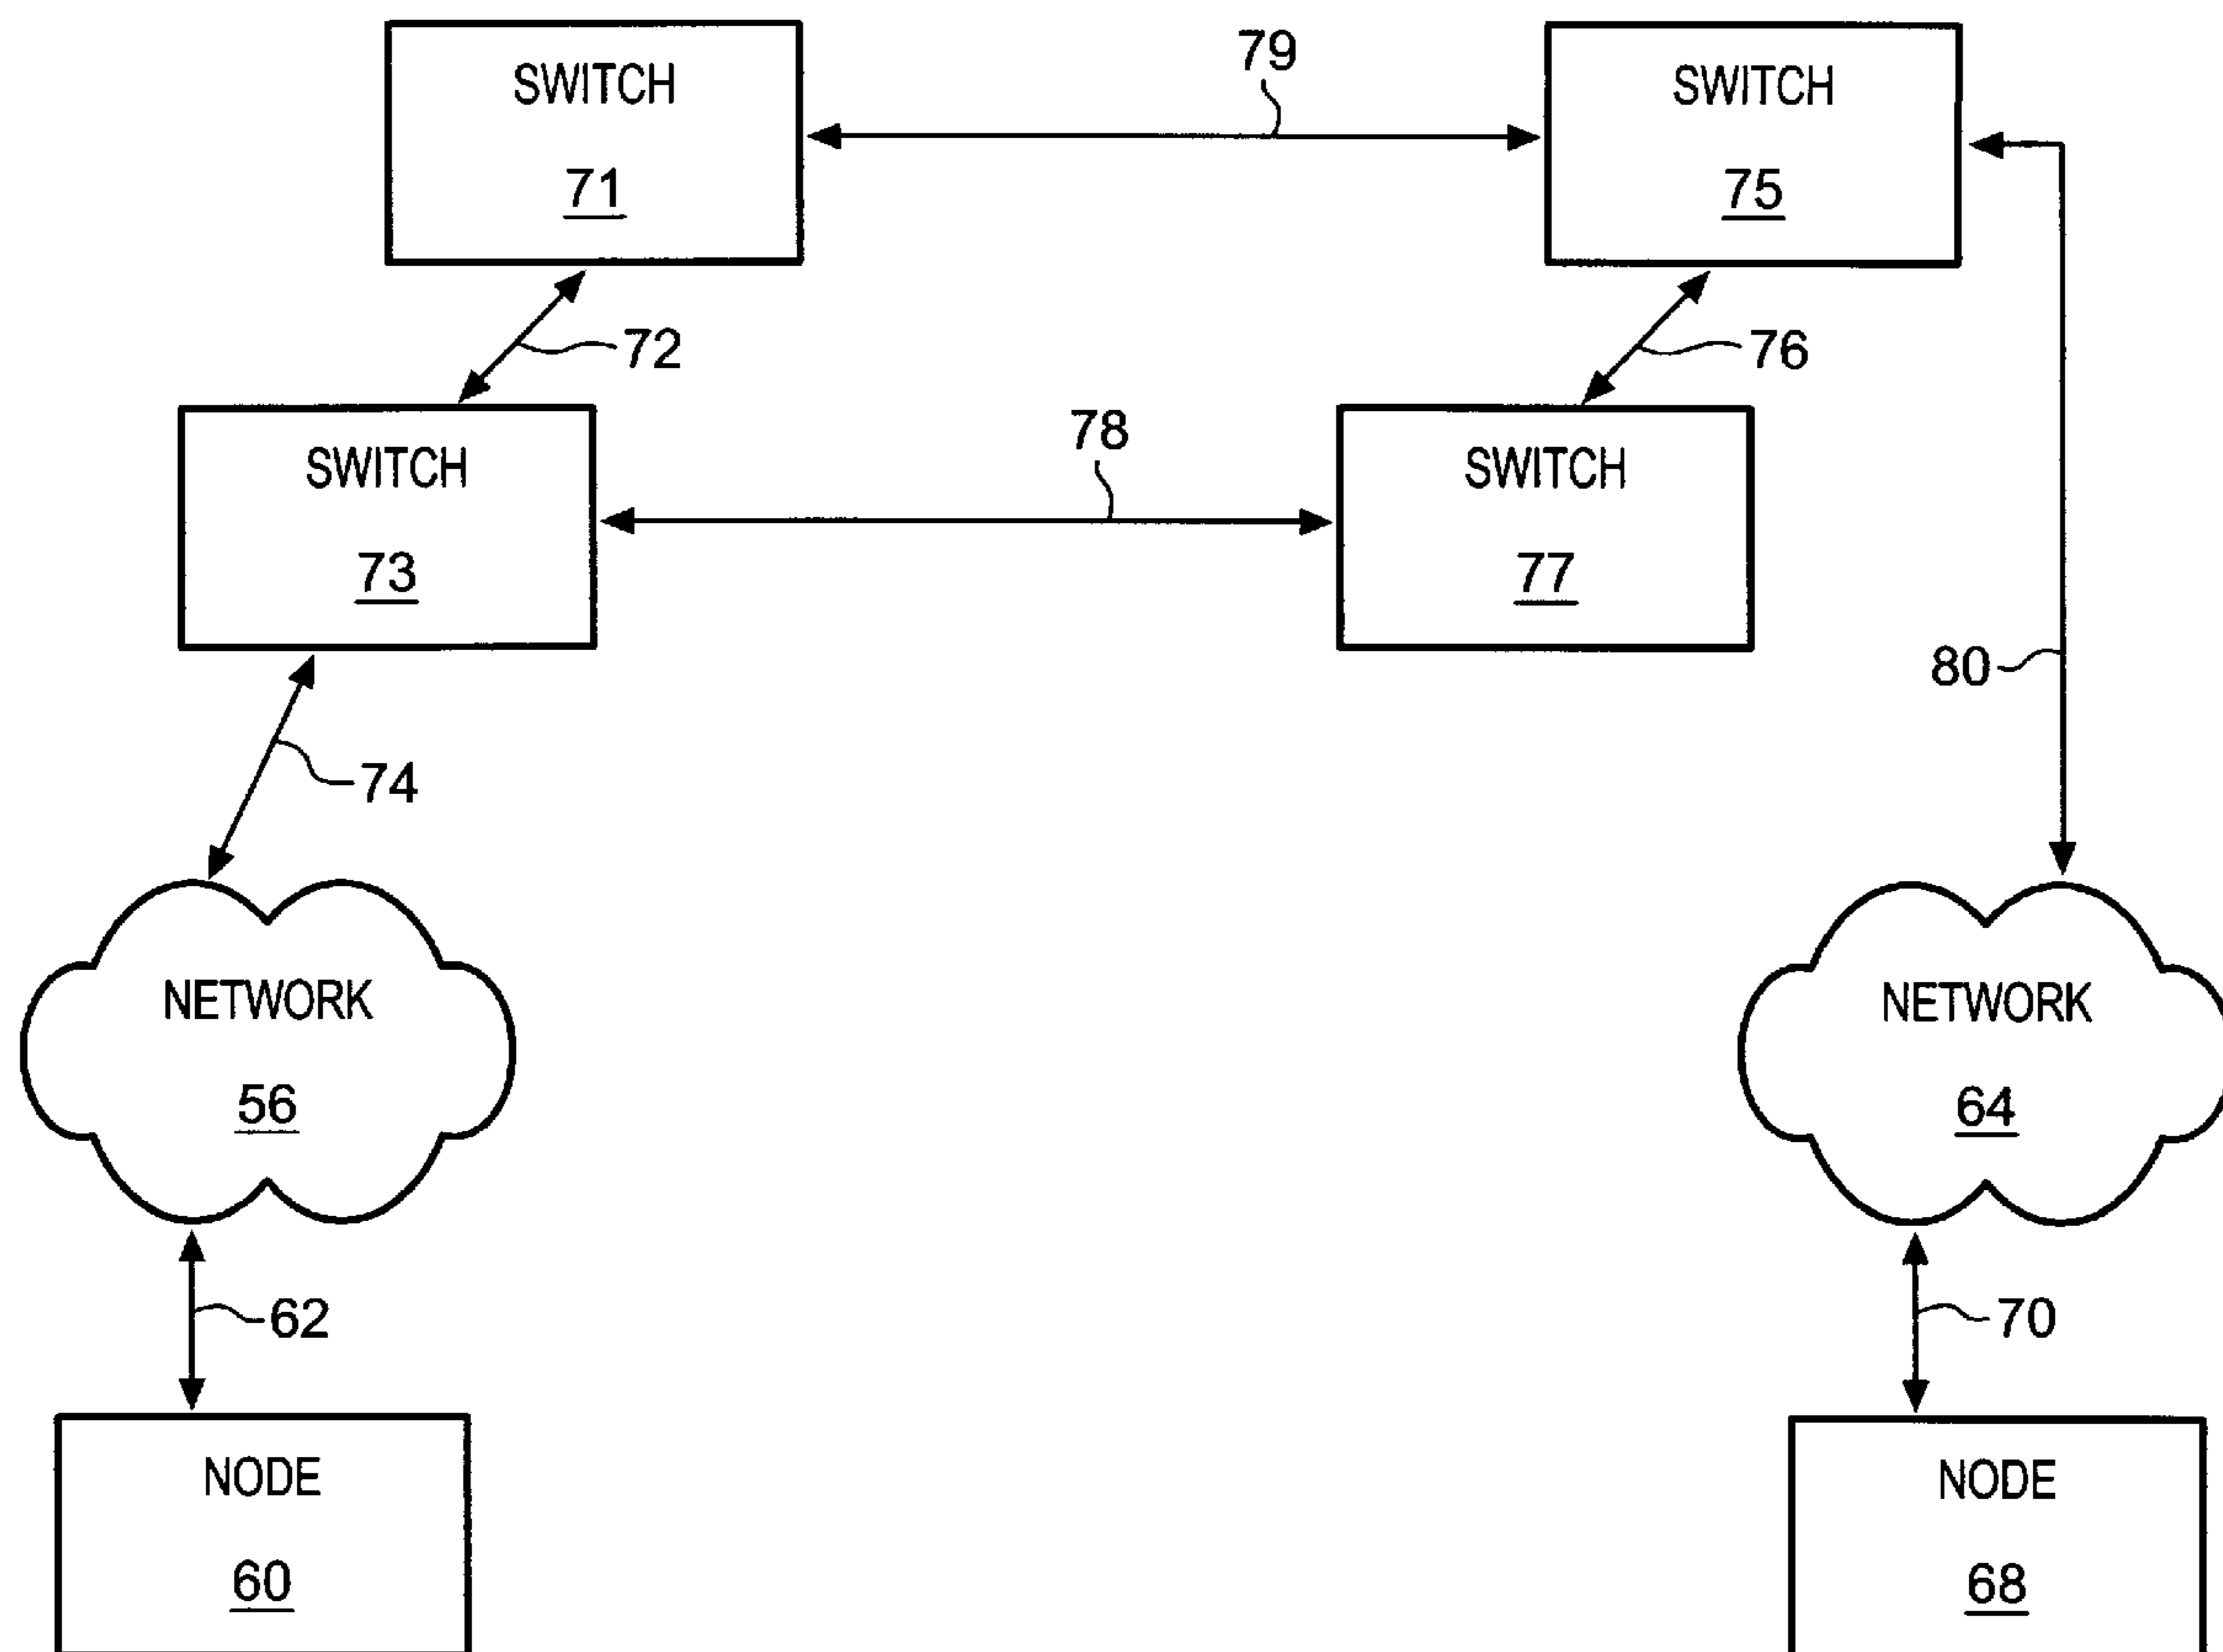 79
SWITCH
71
SWITCH
75
72
76
78
SWITCH
73
SWITCH
77
80
74
NETWORK
56
NETWORK
64
62
70
NODE
60
NODE
68